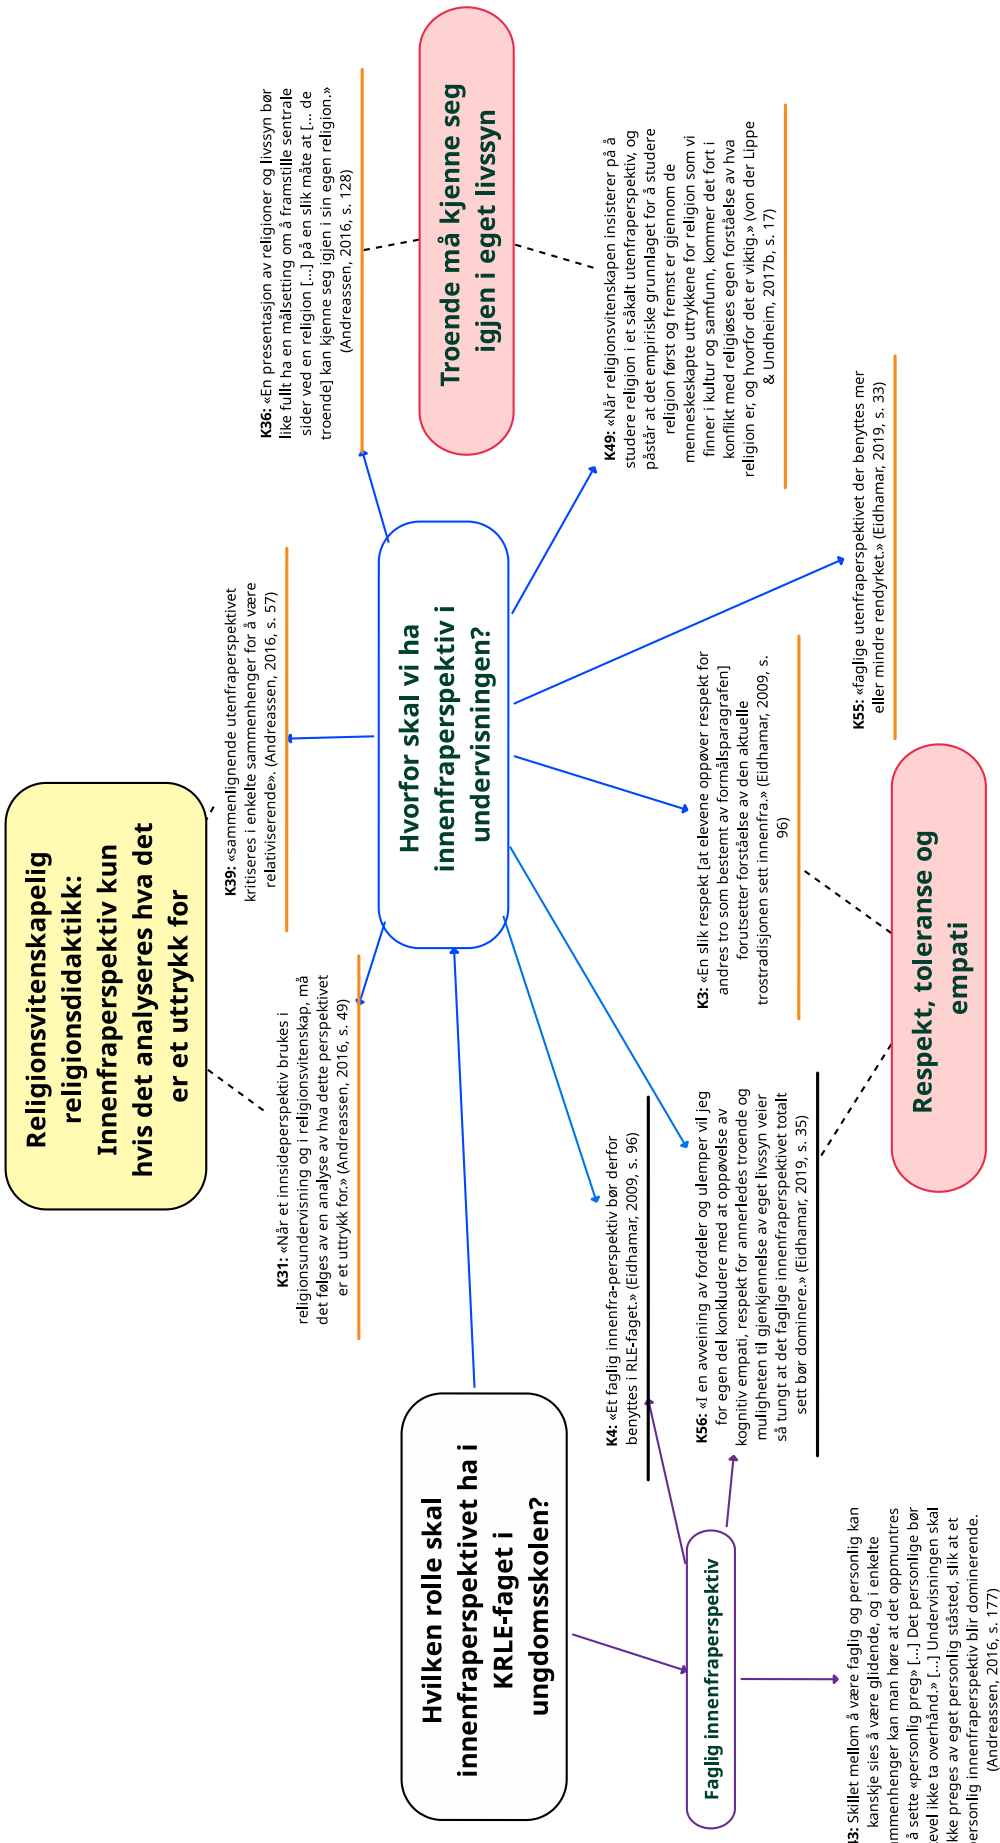 Religionsvitenskapelig
religionsdidaktikk:
Innenfraperspektiv kun
hvis det analyseres hva det
er et uttrykk for
K31: «Når et innsideperspektiv brukes i
religionsundervisning og i religionsvitenskap, må
det følges av en analyse av hva dette perspektivet
er et uttrykk for.» (Andreassen, 2016, s. 49)
K39: «sammenlignende utenfraperspektivet
kritiseres i enkelte sammenhenger for å være
relativiserende». (Andreassen, 2016, s. 57)
K36: «En presentasjon av religioner og livssyn bør
like fullt ha en målsetting om å framstille sentrale
sider ved en religion [...] på en slik måte at [... de
troende] kan kjenne seg igjen i sin egen religion.»
(Andreassen, 2016, s. 128)
Hvilken rolle skal
innenfraperspektivet ha i
KRLE-faget i
ungdomsskolen?
Hvorfor skal vi ha
innenfraperspektiv i
undervisningen?
Troende må kjenne seg
igjen i eget livssyn
K4: «Et faglig innenfra-perspektiv bør derfor
benyttes i RLE-faget.» (Eidhamar, 2009, s. 96)
K49: «Når religionsvitenskapen insisterer på å
studere religion i et såkalt utenfraperspektiv, og
påstår at det empiriske grunnlaget for å studere
religion først og fremst er gjennom de
menneskeskapte uttrykkene for religion som vi
finner i kultur og samfunn, kommer det fort i
konflikt med religiøses egen forståelse av hva
religion er, og hvorfor det er viktig.» (von der Lippe
& Undheim, 2017b, s. 17)
Faglig innenfraperspektiv
K56: «I en avveining av fordeler og ulemper vil jeg
for egen del konkludere med at oppøvelse av
kognitiv empati, respekt for annerledes troende og
muligheten til gjenkjennelse av eget livssyn veier
så tungt at det faglige innenfraperspektivet totalt
sett bør dominere.» (Eidhamar, 2019, s. 35)
K3: «En slik respekt [at elevene oppøver respekt for
andres tro som bestemt av formålsparagrafen]
forutsetter forståelse av den aktuelle
trostradisjonen sett innenfra.» (Eidhamar, 2009, s.
96)
K55: «faglige utenfraperspektivet der benyttes mer
eller mindre rendyrket.» (Eidhamar, 2019, s. 33)
3: Skillet mellom å være faglig og personlig kan
kanskje sies å være glidende, og i enkelte
kan man høre at det oppmuntres
å sette «personlig preg» [...] Det personlige bør
ikke ta overhånd.» [...] Undervisningen skal
preges av eget personlig ståsted, slik at et
innenfraperspektiv blir dominerende.
(Andreassen, 2016, s. 177)
Respekt, toleranse og
empati